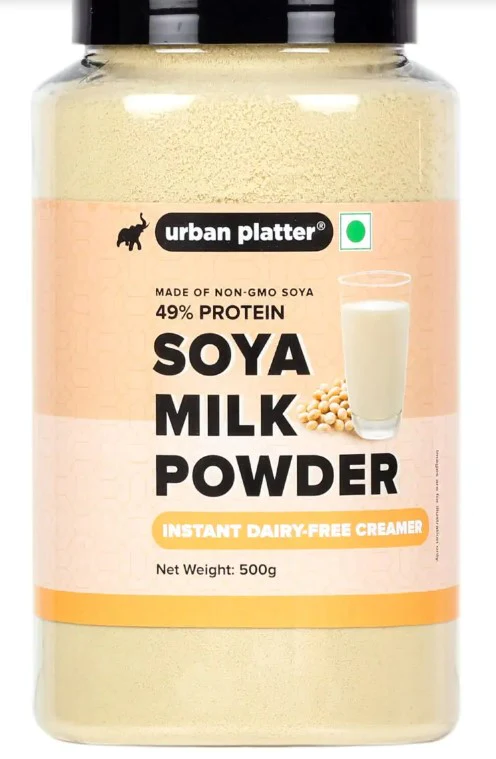 urban platter®
MADE OF NON-GMO SOYA
49% PROTEIN
SOYA
MILK
POWDER
INSTANT DAIRY-FREE CREAMER
Net Weight: 500g